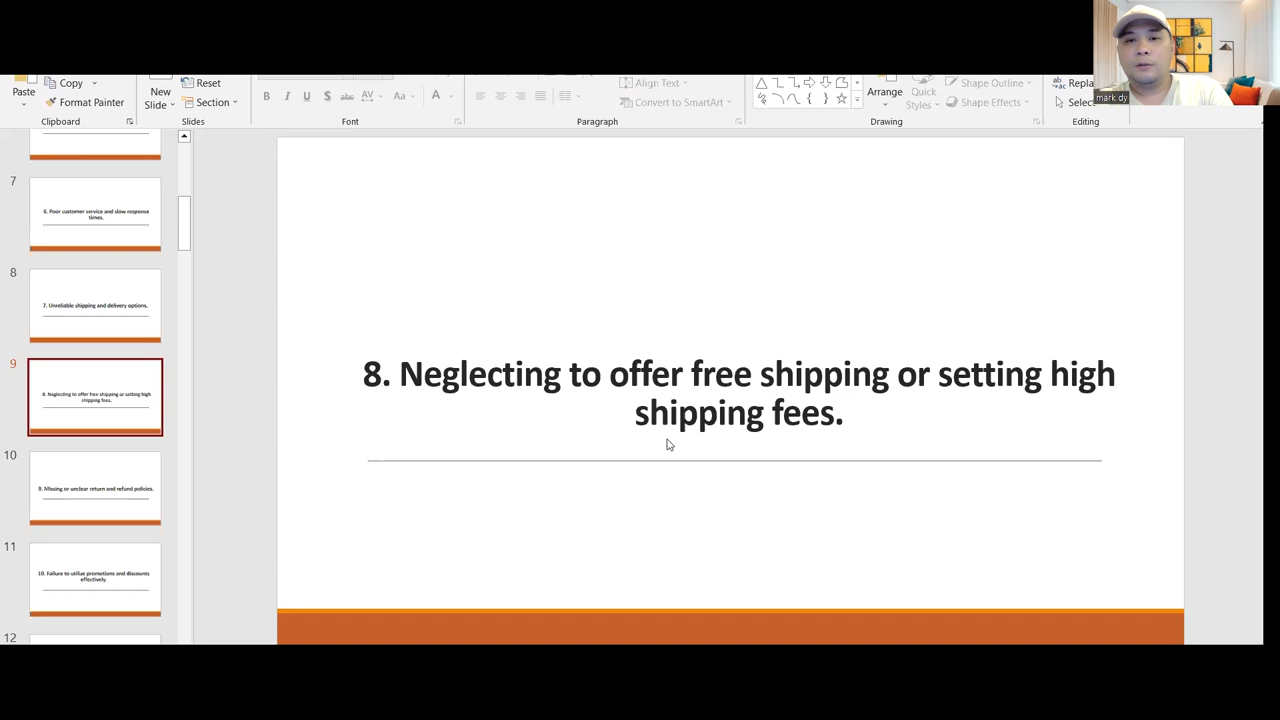 Paste
Copy
Format Painter
Clipboard
New
Slide
Reset
Section
Slides
B I U S abc AV Aa A
Font
Align Text
Convert to SmartArt
Paragraph
Arrange
Quick
Styles
Shape Outline
Shape Effects
Drawing
Editing
mark dy
7
6. Poor customer service and slow response
times.
8
7. Unreliable shipping and delivery options.
9
8. Neglecting to offer free shipping or setting high
shipping fees.
10
9. Missing or unclear return and refund policies.
11
10. Failure to utilize promotions and discounts
effectively.
12
8. Neglecting to offer free shipping or setting high
shipping fees.